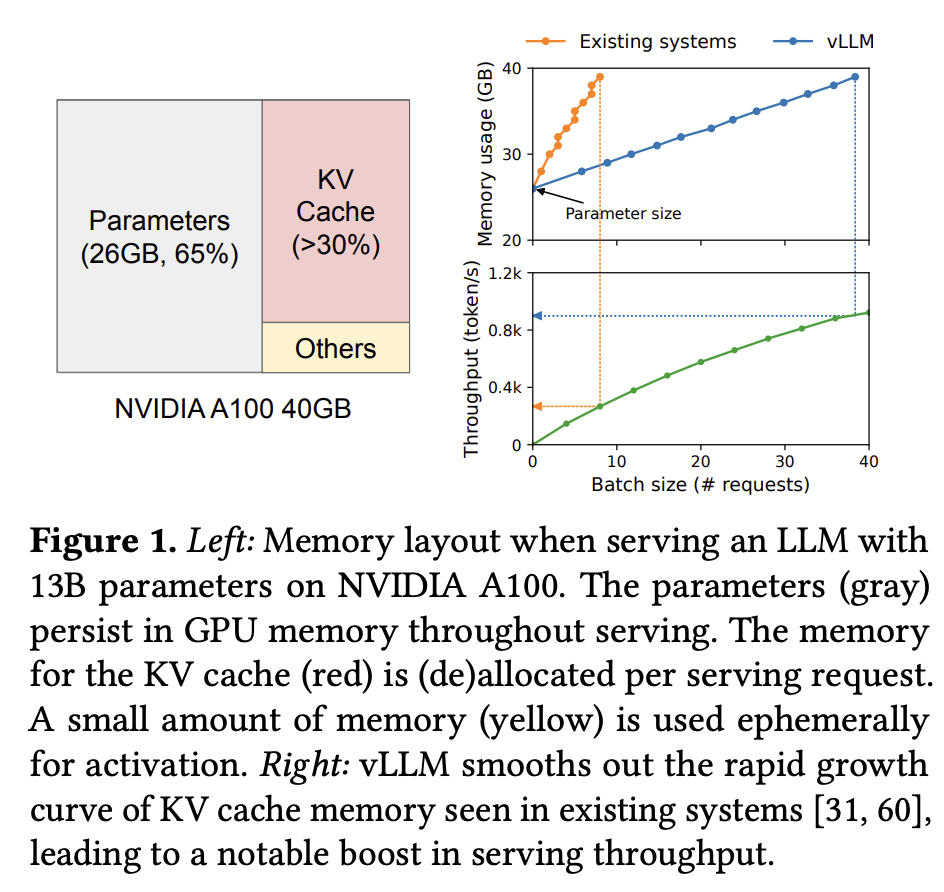 Parameters
(26GB, 65%)
KV
Cache
(>30%)
Others
NVIDIA A100 40GB
Existing systems
vLLM
Memory usage (GB)
40
30
20
Parameter size
Throughput (token/s)
1.2k
0.8k
0.4k
0
0
10
20
30
40
Batch size (# requests)
Figure 1. Left: Memory layout when serving an LLM with
13B parameters on NVIDIA A100. The parameters (gray)
persist in GPU memory throughout serving. The memory
for the KV cache (red) is (de)allocated per serving request.
A small amount of memory (yellow) is used ephemerally
for activation. Right: vLLM smooths out the rapid growth
curve of KV cache memory seen in existing systems [31, 60],
leading to a notable boost in serving throughput.